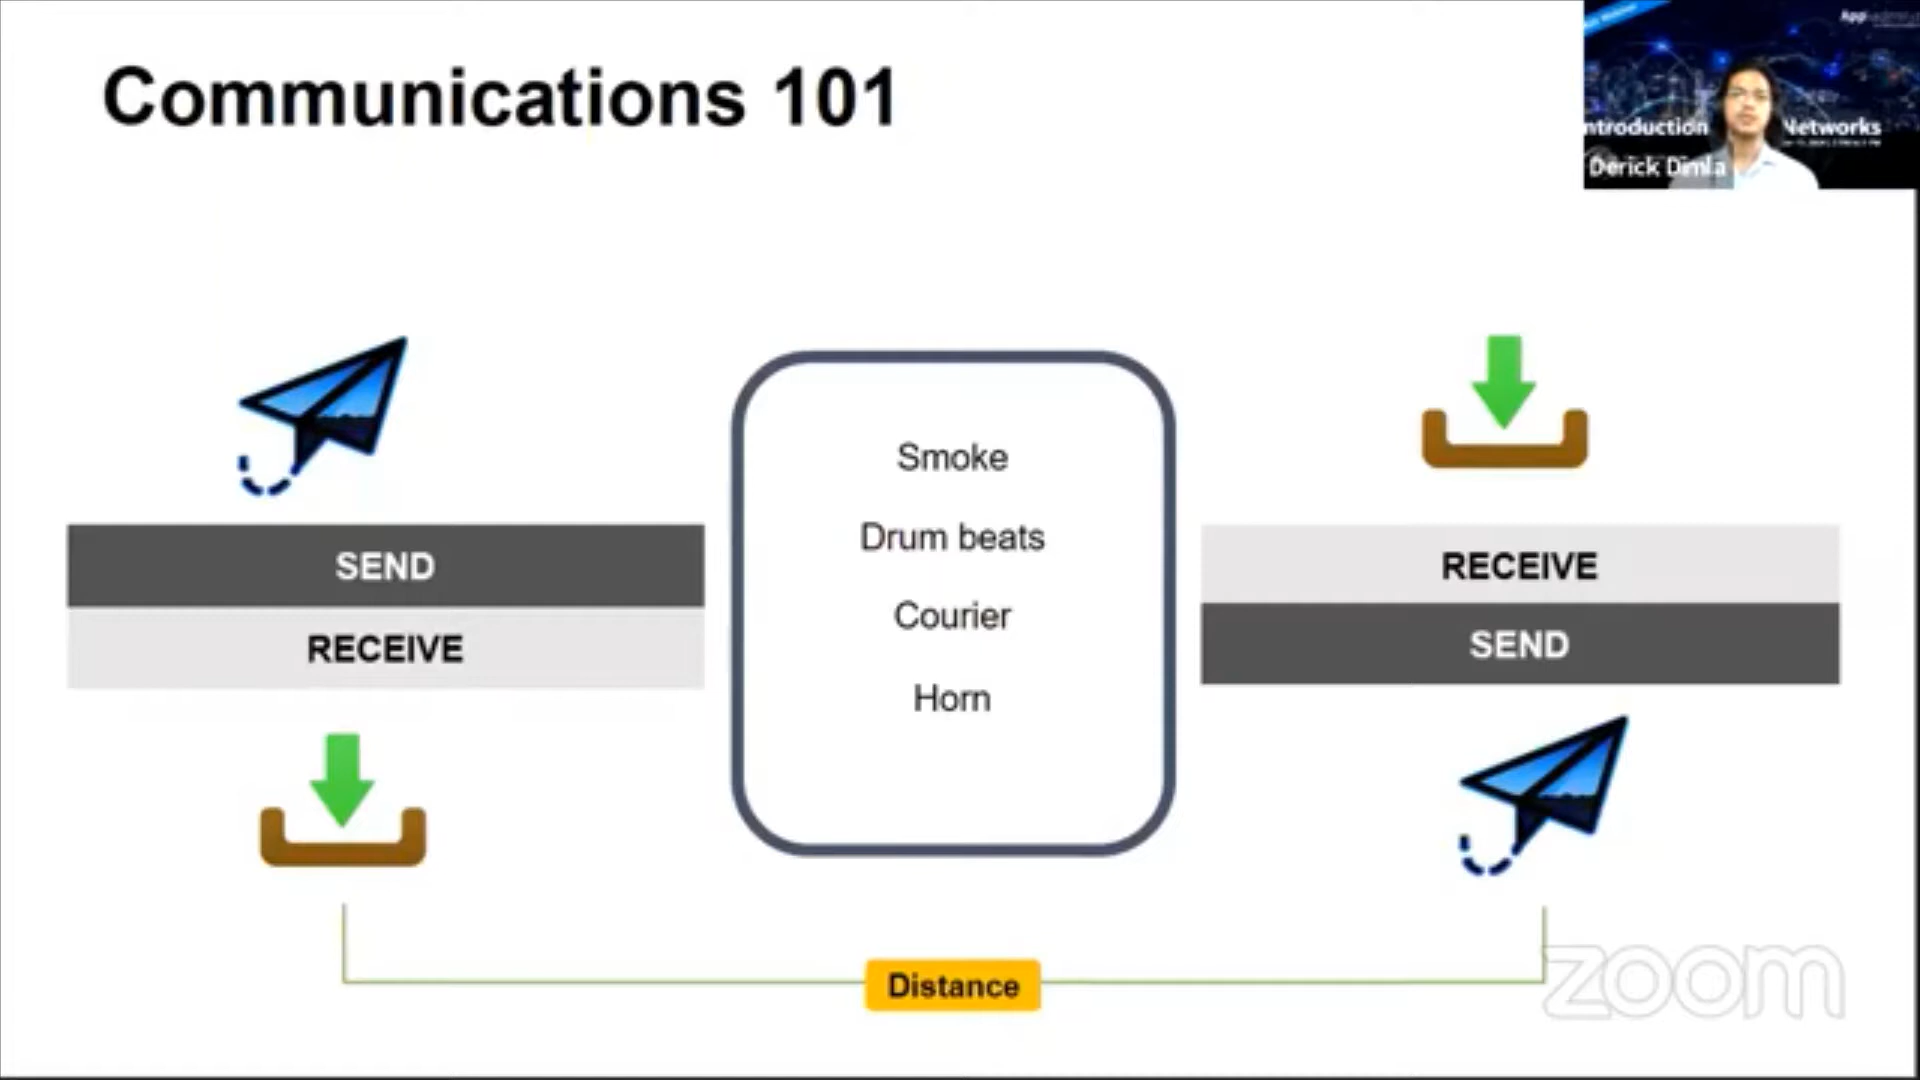 Communications 101
Introduction Networks
Derick Dimla
Smoke
Drum beats
Courier
Horn
SEND
RECEIVE
RECEIVE
SEND
Distance
zoom